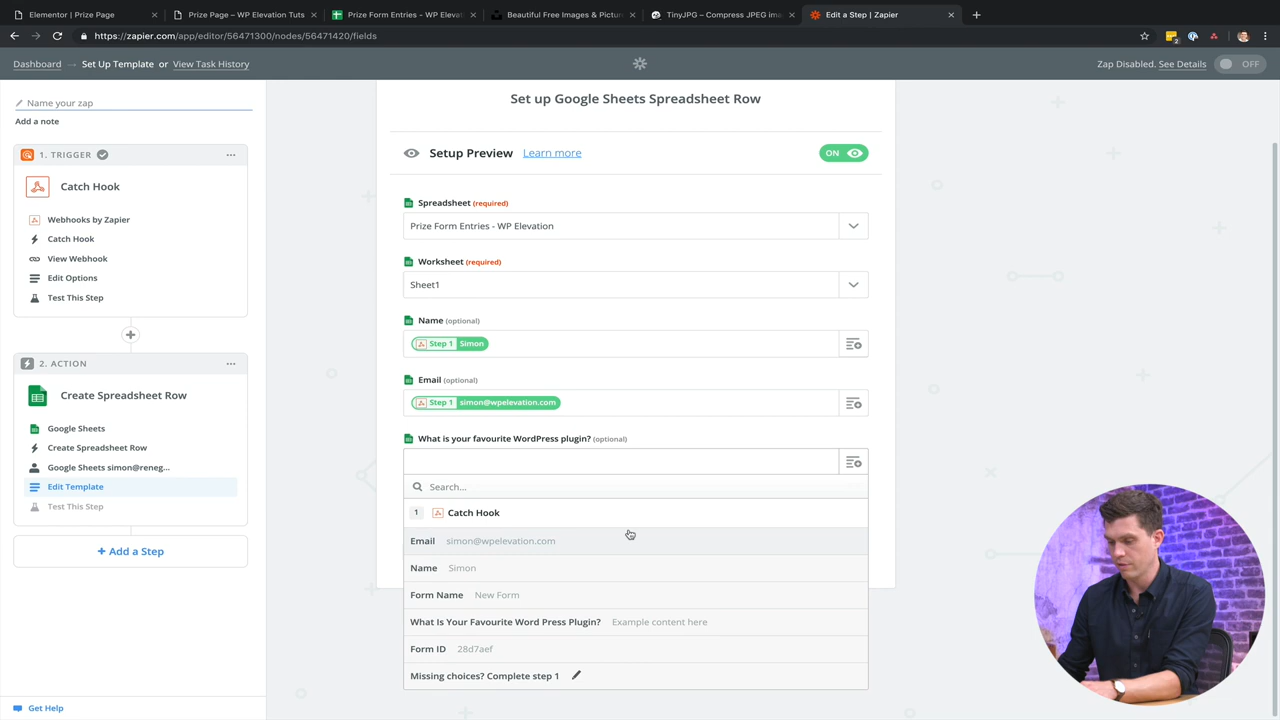 Elementor | Prize Page
Prize Page – WP Elevation Tuts
Prize Form Entries – WP Elevat
Beautiful Free Images & Pictur
TinyJPG – Compress JPEG ima
Edit a Step | Zapier
https://zapier.com/app/editor/56471300/nodes/56471420/fields
2
Dashboard → Set Up Template or View Task History
Zap Disabled. See Details OFF
Name your zap
Add a note
1. TRIGGER
Catch Hook
Webhooks by Zapier
Catch Hook
View Webhook
Edit Options
Test This Step
2. ACTION
Create Spreadsheet Row
Google Sheets
Create Spreadsheet Row
Google Sheets simon@reneg...
Edit Template
Test This Step
+ Add a Step
Get Help
Set up Google Sheets Spreadsheet Row
Setup Preview Learn more ON
Spreadsheet (required)
Prize Form Entries - WP Elevation
Worksheet (required)
Sheet1
Name (optional)
Step 1 Simon
Email (optional)
Step 1 simon@wpelevation.com
What is your favourite WordPress plugin? (optional)
Search...
1 Catch Hook
Email simon@wpelevation.com
Name Simon
Form Name New Form
What Is Your Favourite Word Press Plugin? Example content here
Form ID 28d7aef
Missing choices? Complete step 1